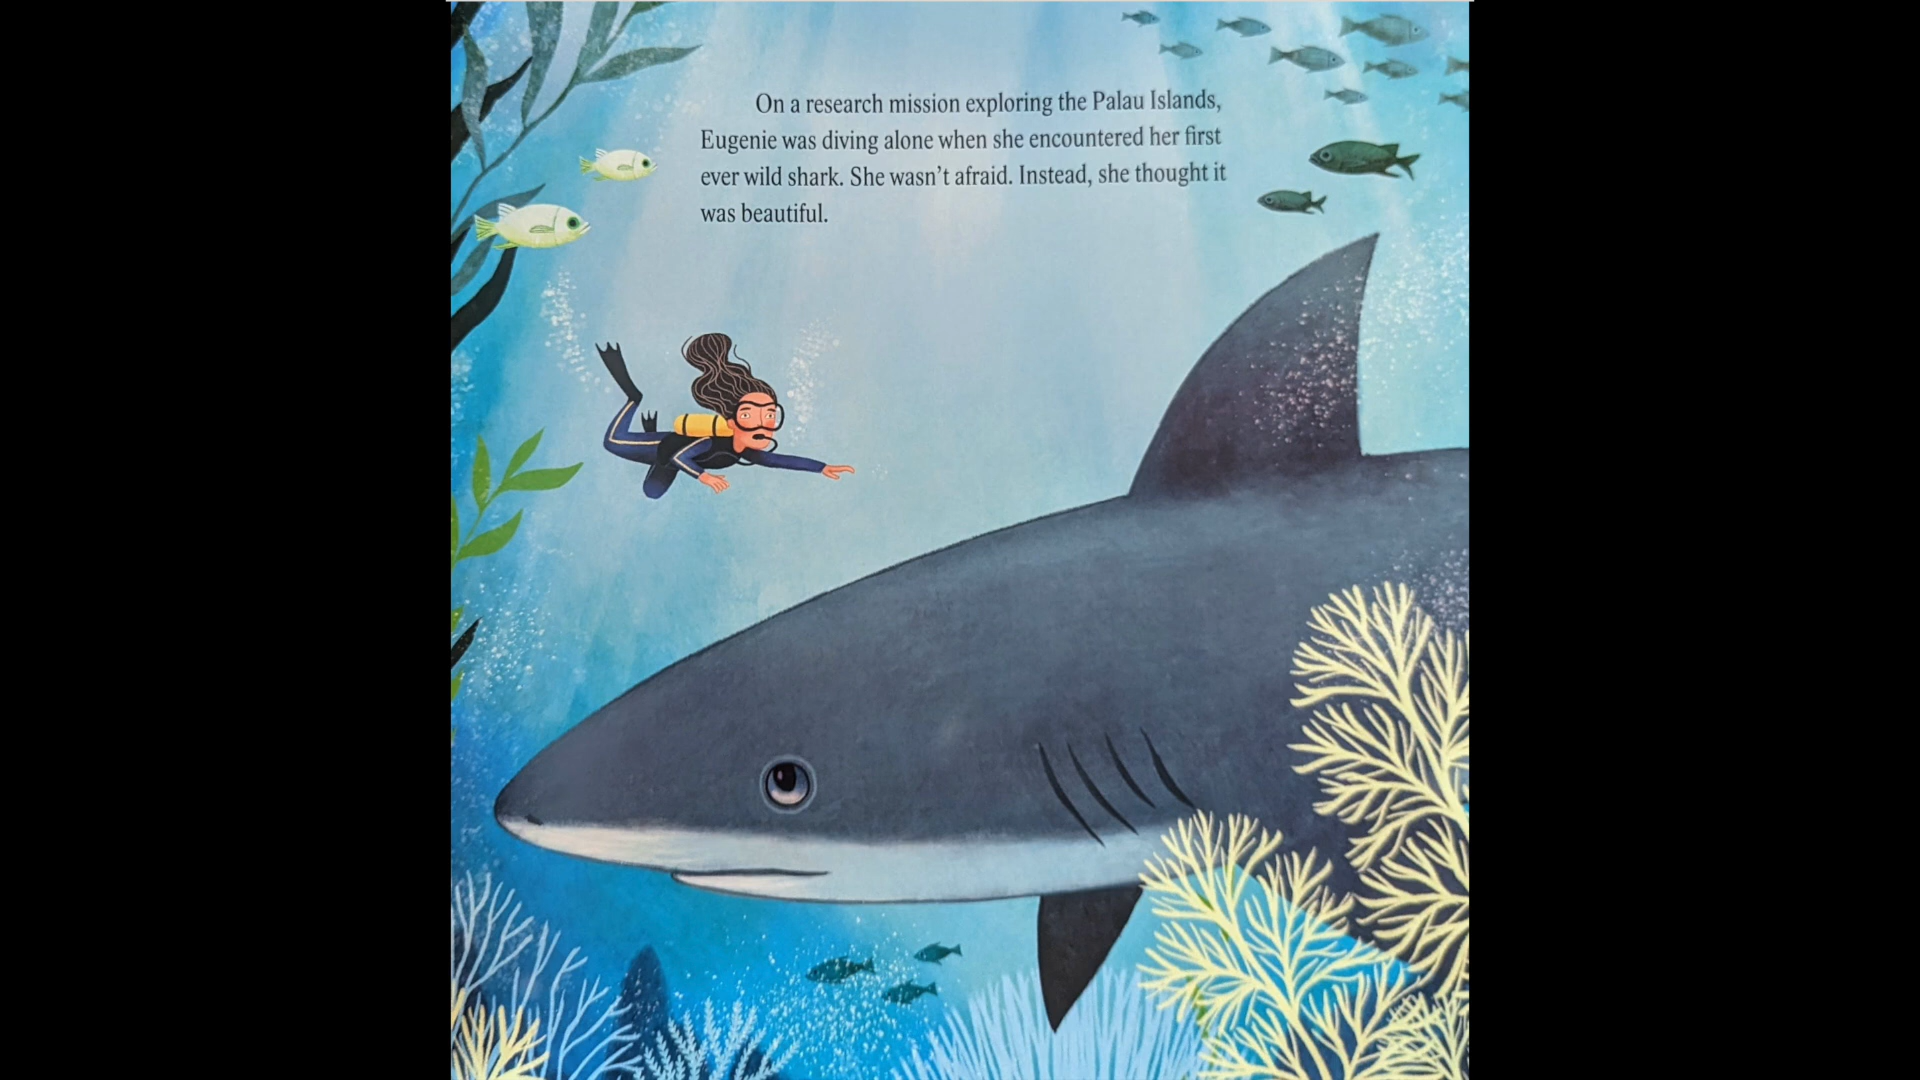 On a research mission exploring the Palau Islands,
Eugenie was diving alone when she encountered her first
ever wild shark. She wasn’t afraid. Instead, she thought it
was beautiful.